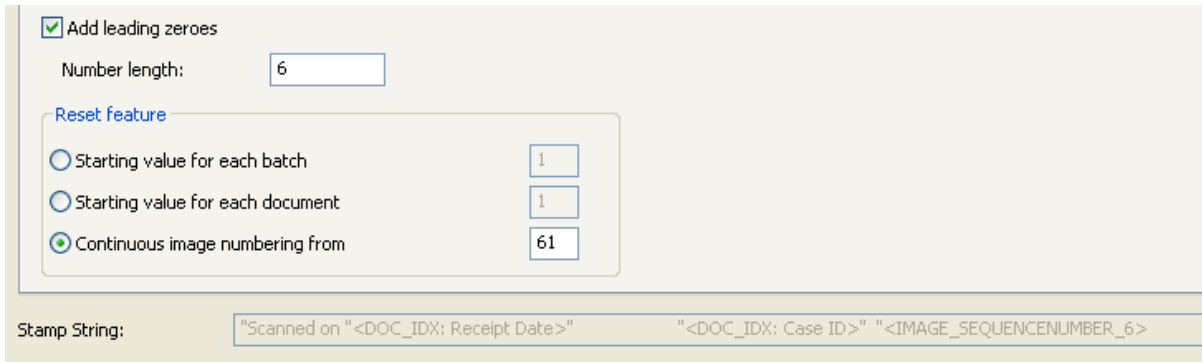 Add leading zeroes
Number length: 6
Reset feature
Starting value for each batch 1
Starting value for each document 1
Continuous image numbering from 61
Stamp String: "Scanned on "<DOC_IDX: Receipt Date>" "<DOC_IDX: Case ID>" "<IMAGE_SEQUENCENUMBER_6>